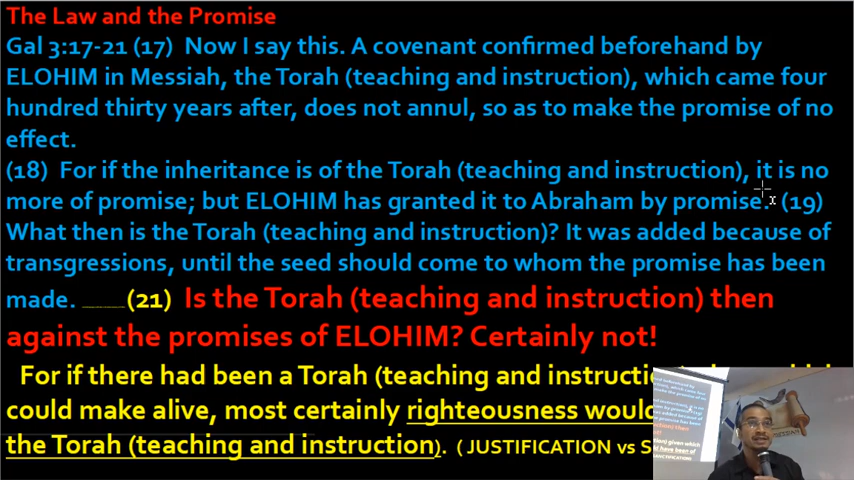 The Law and the Promise
Gal 3:17-21 (17) Now I say this. A covenant confirmed beforehand by
ELOHIM in Messiah, the Torah (teaching and instruction), which came four
hundred thirty years after, does not annul, so as to make the promise of no
effect.
(18) For if the inheritance is of the Torah (teaching and instruction), it is no
more of promise; but ELOHIM has granted it to Abraham by promise. (19)
What then is the Torah (teaching and instruction)? It was added because of
transgressions, until the seed should come to whom the promise has been
made. ____(21) Is the Torah (teaching and instruction) then
against the promises of ELOHIM? Certainly not!
For if there had been a Torah (teaching and
could make alive, most certainly righteousness
the Torah (teaching and instruction). ( JUSTIFICATION vs